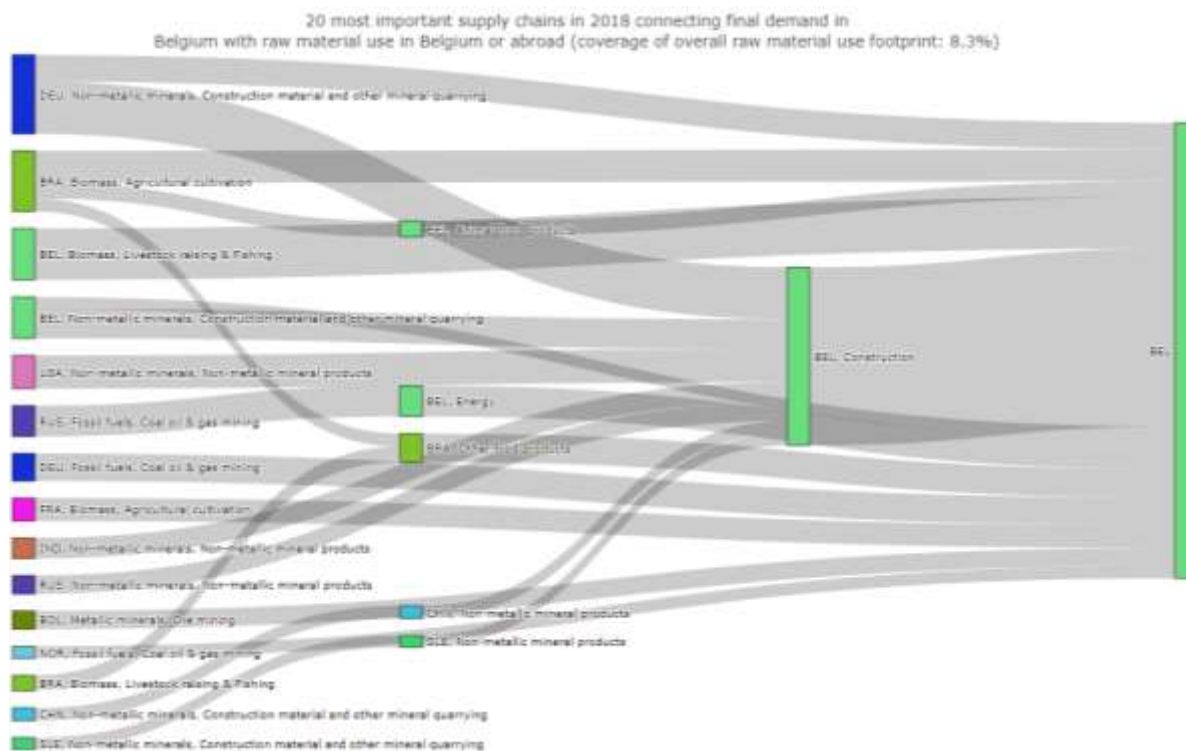 20 most important supply chains in 2018 connecting final demand in
Belgium with raw material use in Belgium or abroad (coverage of overall raw material use footprint: 8.3%)
DEU, Non-metallic minerals, Construction material and other mineral quarrying
BRA, Biomass, Agricultural cultivation
BEL, Biomass, Livestock raising & Fishing
BEL, Non-metallic minerals, Construction material and other mineral quarrying
USA, Non-metallic minerals, Non-metallic mineral products
RUS, Fossil fuels, Coal oil & gas mining
DEU, Fossil fuels, Coal oil & gas mining
FRA, Biomass, Agricultural cultivation
IND, Non-metallic minerals, Non-metallic mineral products
RUS, Non-metallic minerals, Non-metallic mineral products
BOL, Metallic minerals, Ore mining
NOR, Fossil fuels, Coal oil & gas mining
BRA, Biomass, Livestock raising & Fishing
CHN, Non-metallic minerals, Construction material and other mineral quarrying
SLE, Non-metallic minerals, Construction material and other mineral quarrying
BEL, Energy
BRA, Other food products
CHN, Non-metallic mineral products
SLE, Non-metallic mineral products
BEL, Construction
BEL